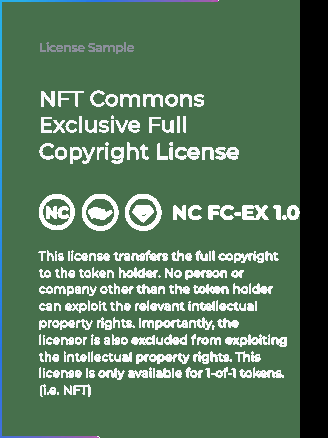 License Sample
NFT Commons
Exclusive Full
Copyright License
NC NC FC-EX 1.0
This license transfers the full copyright
to the token holder. No person or
company other than the token holder
can exploit the relevant intellectual
property rights. Importantly, the
licensor is also excluded from exploiting
the intellectual property rights. This
license is only available for 1-of-1 tokens.
(i.e. NFT)